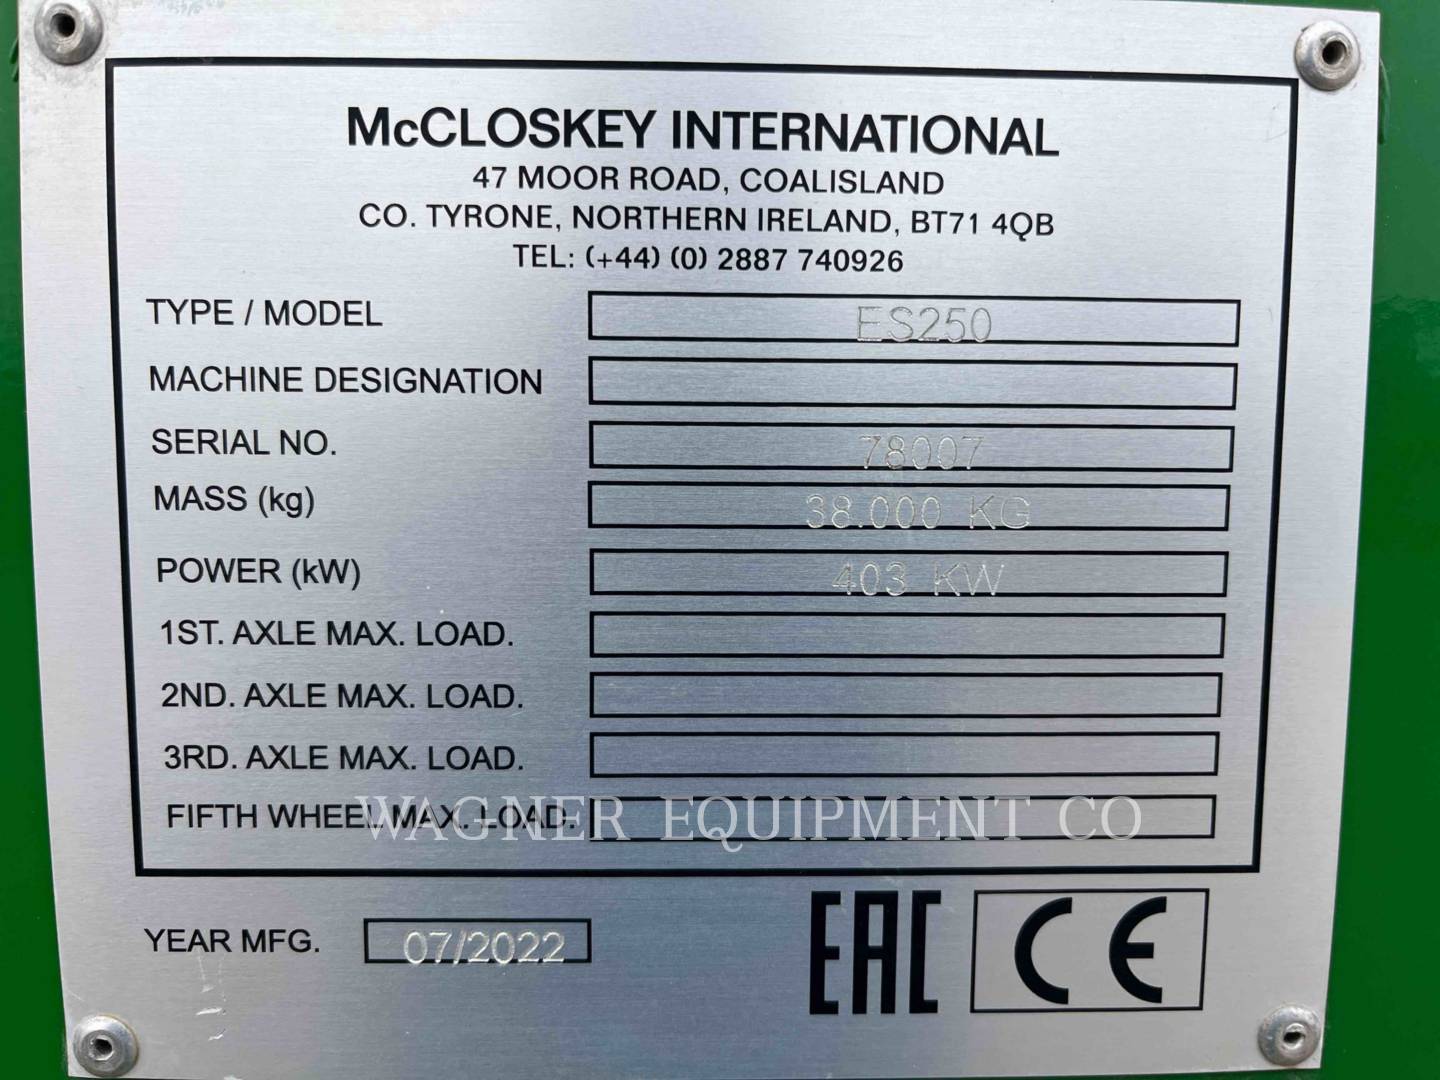 McCLOSKEY INTERNATIONAL
47 MOOR ROAD, COALISLAND
CO. TYRONE, NORTHERN IRELAND, BT71 4QB
TEL: (+44) (0) 2887 740926
TYPE / MODEL ES250
MACHINE DESIGNATION
SERIAL NO. 78007
MASS (kg) 38.000 KG
POWER (kW) 403 KW
1ST. AXLE MAX. LOAD.
2ND. AXLE MAX. LOAD.
3RD. AXLE MAX. LOAD.
FIFTH WHEEL MAX. LOAD.
WAGNER EQUIPMENT CO
YEAR MFG. 07/2022
EAC CE